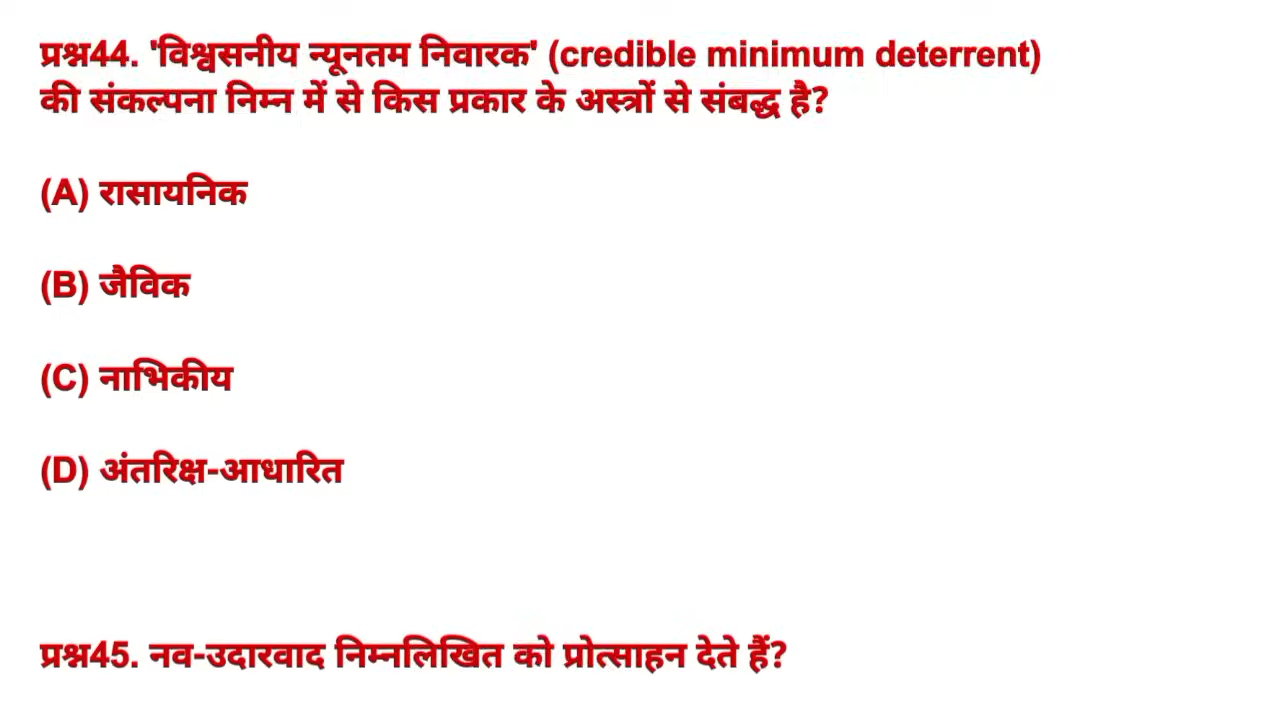 प्रश्न44. 'विश्वसनीय न्यूनतम निवारक' (credible minimum deterrent)
की संकल्पना निम्न में से किस प्रकार के अस्त्रों से संबद्ध है?
(A) रासायनिक
(B) जैविक
(C) नाभिकीय
(D) अंतरिक्ष-आधारित
प्रश्न45. नव-उदारवाद निम्नलिखित को प्रोत्साहन देते हैं?